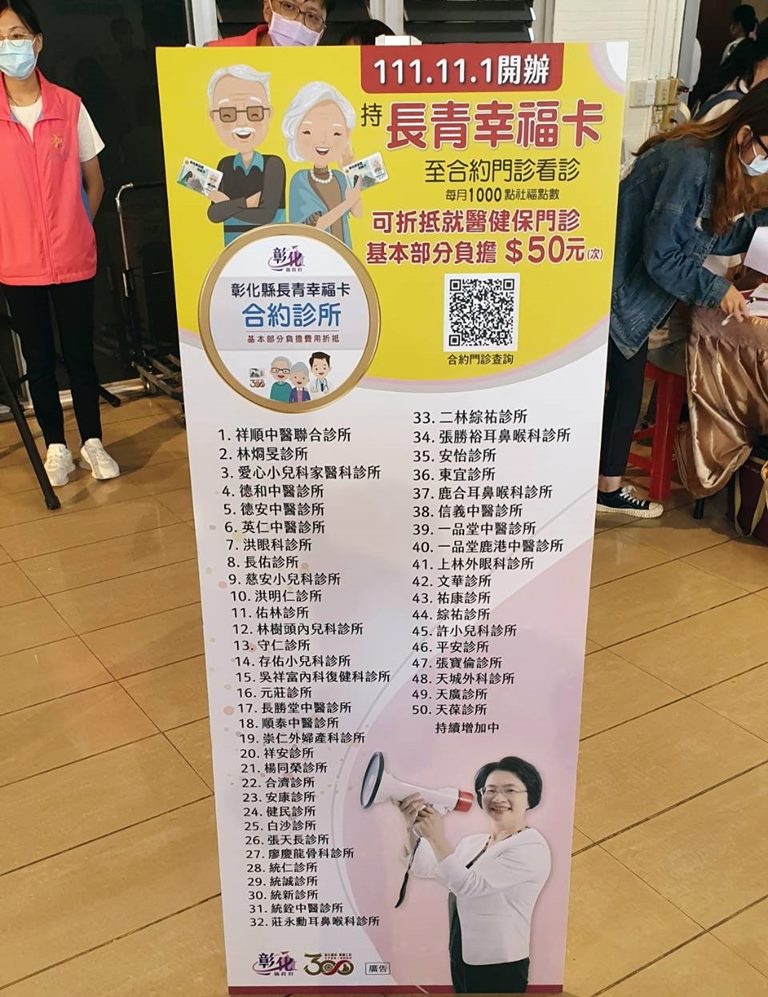 111.11.1開辦
持 長青幸福卡
至合約門診看診
每月1000點社福點數
可折抵就醫健保門診
基本部分負擔 $50元(次)
彰化
縣政府
彰化縣長青幸福卡
合約診所
基本部分負擔費用折抵
合約門診查詢
1. 祥順中醫聯合診所
2. 林炯旻診所
3. 愛心小兒科家醫科診所
4. 德和中醫診所
5. 德安中醫診所
6. 英仁中醫診所
7. 洪眼科診所
8. 長佑診所
9. 慈安小兒科診所
10. 洪明仁診所
11. 佑林診所
12. 林樹頭內兒科診所
13. 守仁診所
14. 存佑小兒科診所
15. 吳祥富內科復健科診所
16. 元莊診所
17. 長勝堂中醫診所
18. 順泰中醫診所
19. 崇仁外婦產科診所
20. 祥安診所
21. 楊同榮診所
22. 合濟診所
23. 安康診所
24. 健民診所
25. 白沙診所
26. 張天長診所
27. 廖慶龍骨科診所
28. 統仁診所
29. 統誠診所
30. 統新診所
31. 統銓中醫診所
32. 莊永勳耳鼻喉科診所
33. 二林綜祐診所
34. 張勝裕耳鼻喉科診所
35. 安怡診所
36. 東宜診所
37. 鹿合耳鼻喉科診所
38. 信義中醫診所
39. 一品堂中醫診所
40. 一品堂鹿港中醫診所
41. 上林外眼科診所
42. 文華診所
43. 祐康診所
44. 綜祐診所
45. 許小兒科診所
46. 平安診所
47. 張寶倫診所
48. 天城外科診所
49. 天廣診所
50. 天葆診所
持續增加中
彰化
縣政府
300
廣告